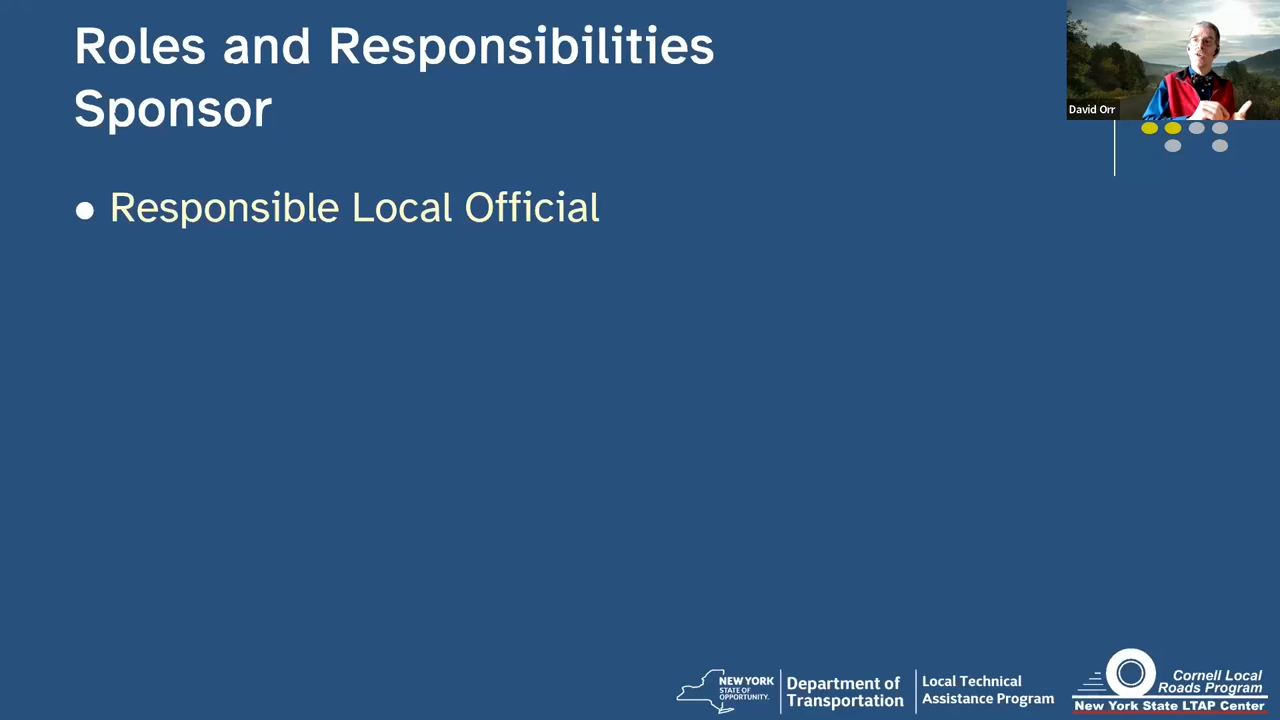 Roles and Responsibilities
Sponsor
David Orr
● Responsible Local Official
NEW YORK
STATE OF
OPPORTUNITY.
Department of
Transportation
Local Technical
Assistance Program
Cornell Local
Roads Program
New York State LTAP Center